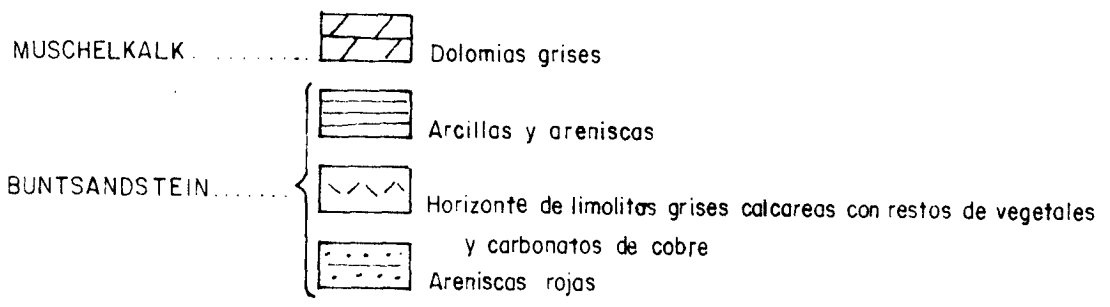 MUSCHELKALK ............ Dolomias grises
Arcillas y areniscas
BUNTSANDSTEIN.......
Horizonte de limolitas grises calcareas con restos de vegetales
y carbonatos de cobre
Areniscas rojas